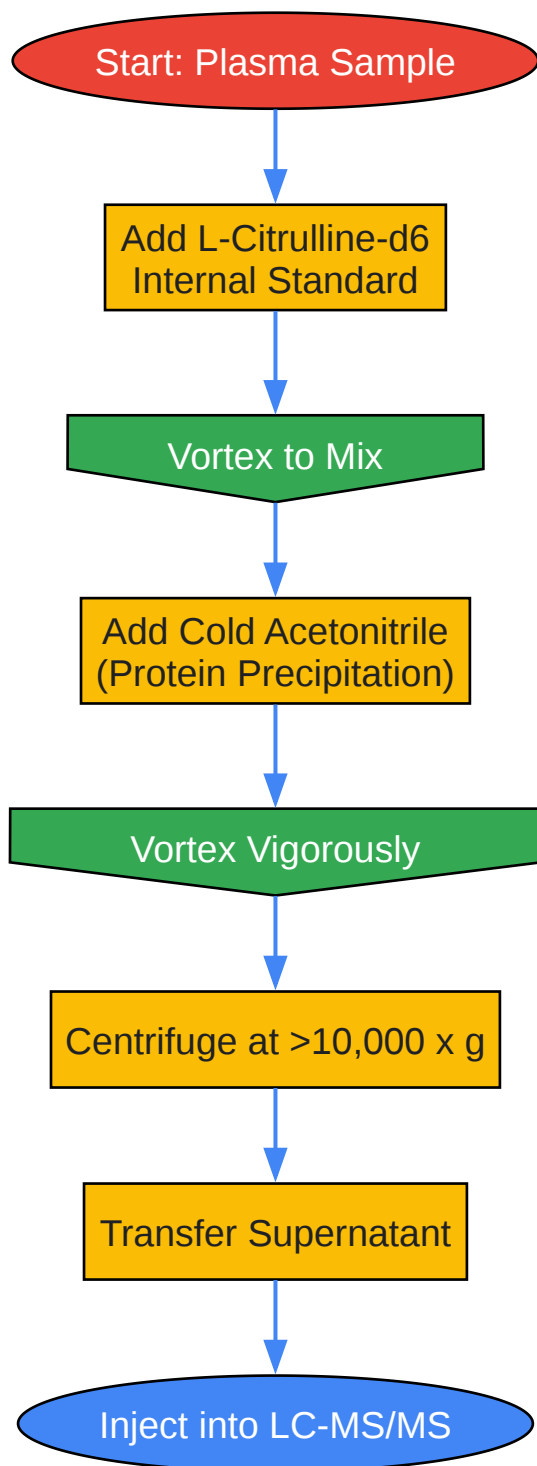 Start: Plasma Sample
Add L-Citrulline-d6
Internal Standard
Vortex to Mix
Add Cold Acetonitrile
(Protein Precipitation)
Vortex Vigorously
Centrifuge at >10,000 x g
Transfer Supernatant
Inject into LC-MS/MS